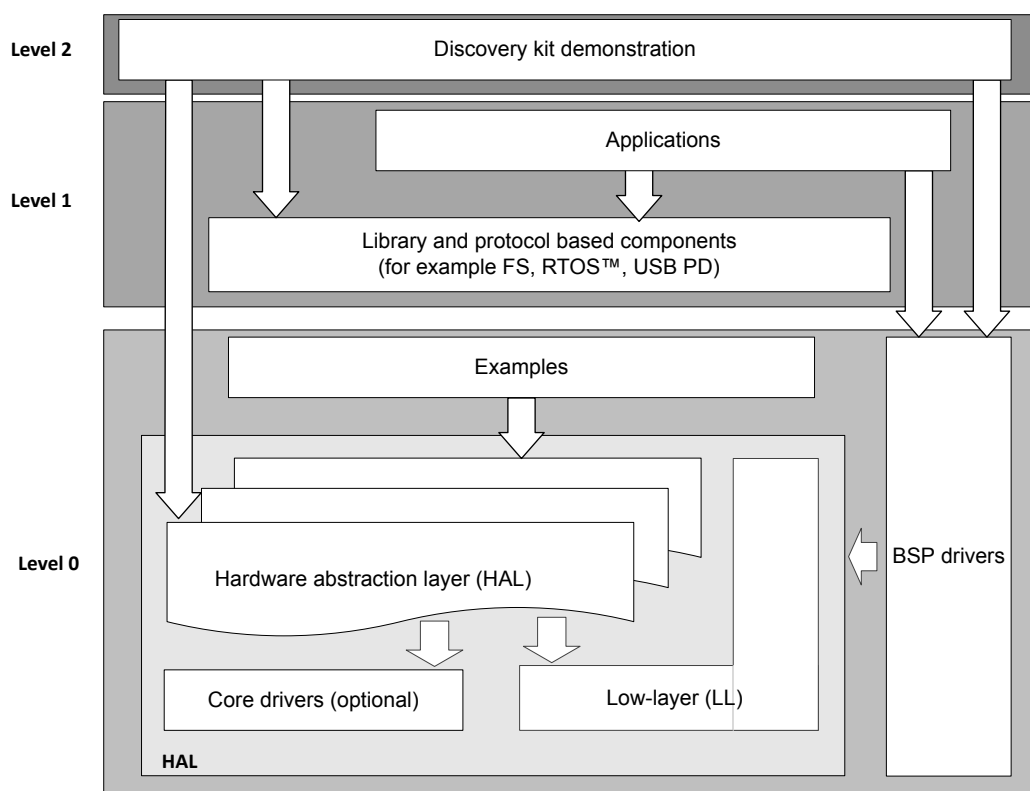 Level 2
Discovery kit demonstration
Applications
Level 1
Library and protocol based components
(for example FS, RTOS™, USB PD)
Examples
Level 0
BSP drivers
Hardware abstraction layer (HAL)
Core drivers (optional)
Low-layer (LL)
HAL